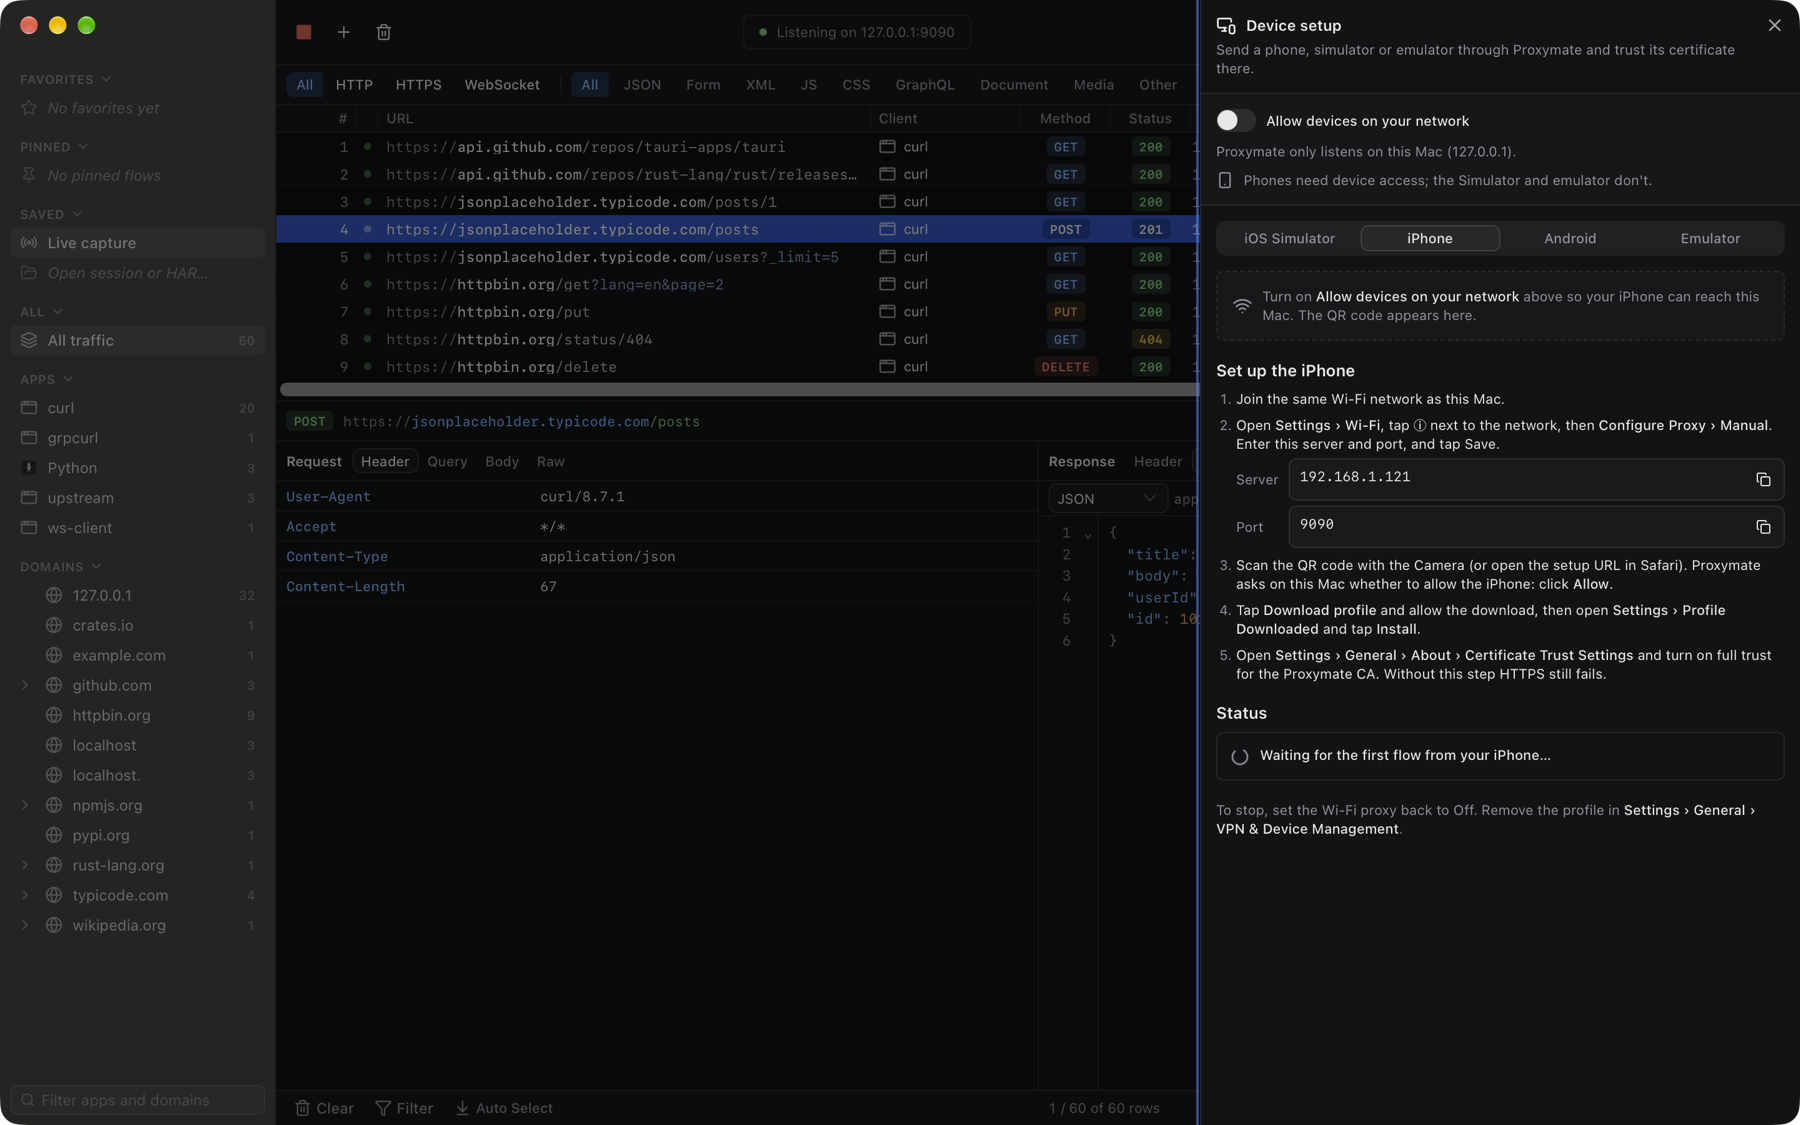 FAVORITES
No favorites yet
PINNED
No pinned flows
SAVED
Live capture
Open session or HAR...
ALL
All traffic 60
APPS
curl 20
grpcurl 1
Python 3
upstream 3
ws-client 1
DOMAINS
127.0.0.1 32
crates.io 1
example.com 1
github.com 3
httpbin.org 9
localhost 3
localhost. 3
npmjs.org 1
pypi.org 1
rust-lang.org 1
typicode.com 4
wikipedia.org 1
Filter apps and domains
Listening on 127.0.0.1:9090
All HTTP HTTPS WebSocket All JSON Form XML JS CSS GraphQL Document Media Other
# URL Client Method Status
1 https://api.github.com/repos/tauri-apps/tauri curl GET 200 1
2 https://api.github.com/repos/rust-lang/rust/releases… curl GET 200 1
3 https://jsonplaceholder.typicode.com/posts/1 curl GET 200 1
4 https://jsonplaceholder.typicode.com/posts curl POST 201 1
5 https://jsonplaceholder.typicode.com/users?_limit=5 curl GET 200 1
6 https://httpbin.org/get?lang=en&page=2 curl GET 200 1
7 https://httpbin.org/put curl PUT 200 1
8 https://httpbin.org/status/404 curl GET 404 1
9 https://httpbin.org/delete curl DELETE 200 1
POST https://jsonplaceholder.typicode.com/posts
Request Header Query Body Raw
User-Agent curl/8.7.1
Accept */*
Content-Type application/json
Content-Length 67
Response Header
JSON app
1 {
2 "title":
3 "body":
4 "userId"
5 "id": 10
6 }
Clear Filter Auto Select 1 / 60 of 60 rows
Device setup
Send a phone, simulator or emulator through Proxymate and trust its certificate
there.
Allow devices on your network
Proxymate only listens on this Mac (127.0.0.1).
Phones need device access; the Simulator and emulator don't.
iOS Simulator iPhone Android Emulator
Turn on Allow devices on your network above so your iPhone can reach this
Mac. The QR code appears here.
Set up the iPhone
1. Join the same Wi-Fi network as this Mac.
2. Open Settings › Wi-Fi, tap ⓘ next to the network, then Configure Proxy › Manual.
Enter this server and port, and tap Save.
Server 192.168.1.121
Port 9090
3. Scan the QR code with the Camera (or open the setup URL in Safari). Proxymate
asks on this Mac whether to allow the iPhone: click Allow.
4. Tap Download profile and allow the download, then open Settings › Profile
Downloaded and tap Install.
5. Open Settings › General › About › Certificate Trust Settings and turn on full trust
for the Proxymate CA. Without this step HTTPS still fails.
Status
Waiting for the first flow from your iPhone...
To stop, set the Wi-Fi proxy back to Off. Remove the profile in Settings › General ›
VPN & Device Management.